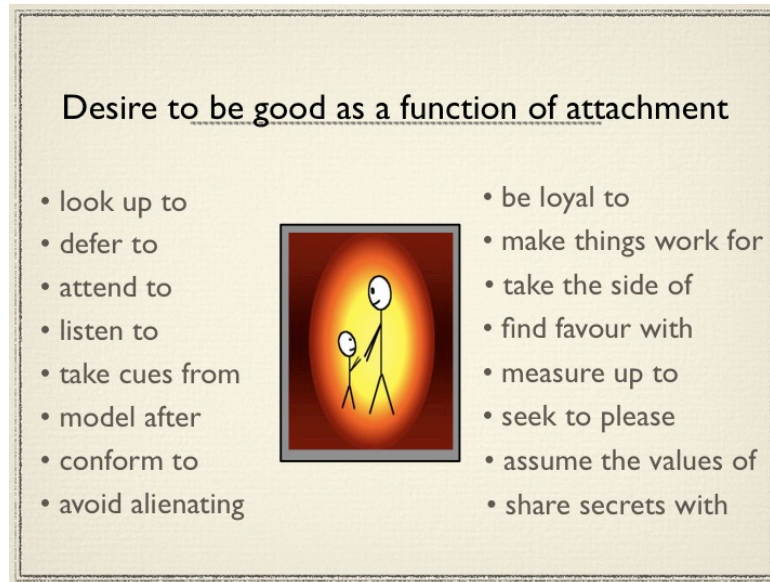 Desire to be good as a function of attachment
• look up to
• defer to
• attend to
• listen to
• take cues from
• model after
• conform to
• avoid alienating
• be loyal to
• make things work for
• take the side of
• find favour with
• measure up to
• seek to please
• assume the values of
• share secrets with